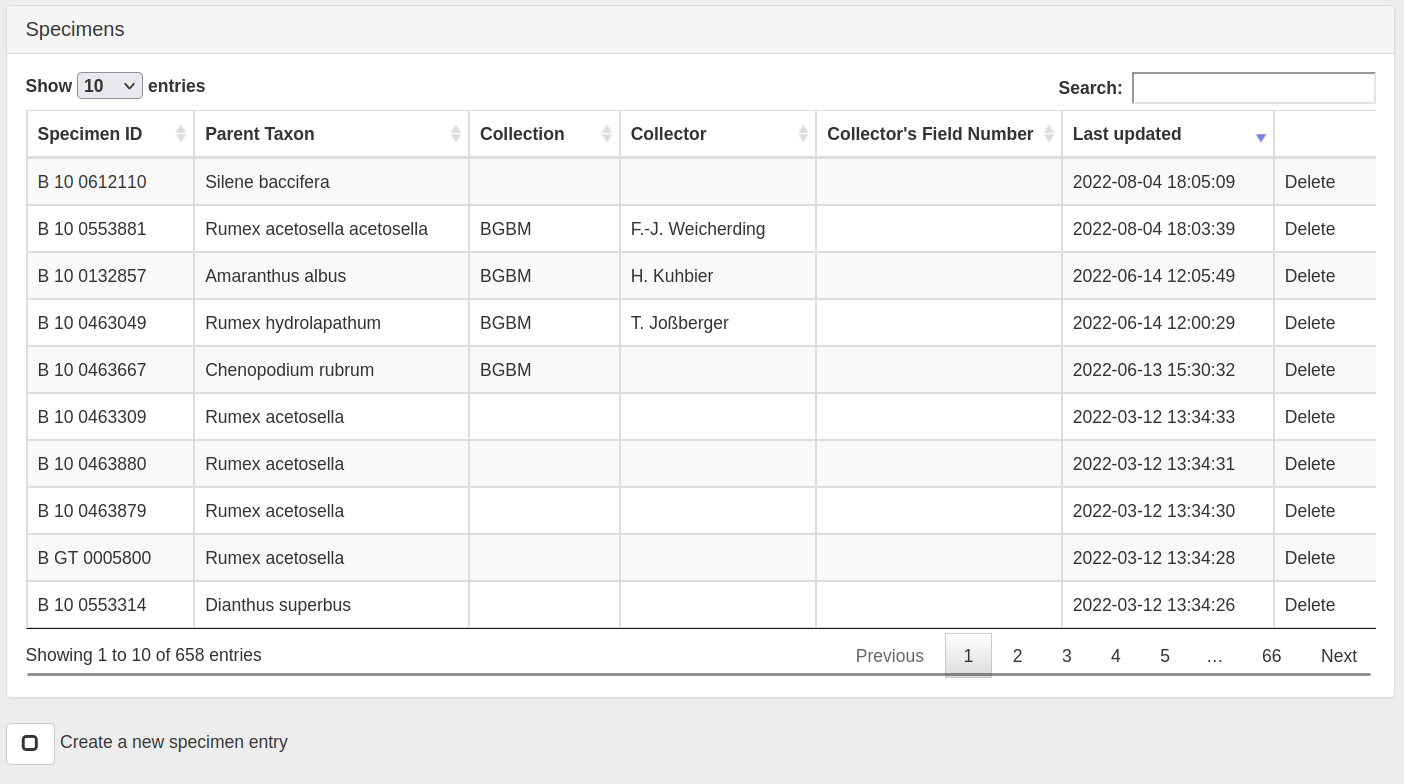 Specimens
Show 10 entries Search:
Specimen ID Parent Taxon Collection Collector Collector's Field Number Last updated
B 10 0612110 Silene baccifera 2022-08-04 18:05:09 Delete
B 10 0553881 Rumex acetosella acetosella BGBM F.-J. Weicherding 2022-08-04 18:03:39 Delete
B 10 0132857 Amaranthus albus BGBM H. Kuhbier 2022-06-14 12:05:49 Delete
B 10 0463049 Rumex hydrolapathum BGBM T. Joßberger 2022-06-14 12:00:29 Delete
B 10 0463667 Chenopodium rubrum BGBM 2022-06-13 15:30:32 Delete
B 10 0463309 Rumex acetosella 2022-03-12 13:34:33 Delete
B 10 0463880 Rumex acetosella 2022-03-12 13:34:31 Delete
B 10 0463879 Rumex acetosella 2022-03-12 13:34:30 Delete
B GT 0005800 Rumex acetosella 2022-03-12 13:34:28 Delete
B 10 0553314 Dianthus superbus 2022-03-12 13:34:26 Delete
Showing 1 to 10 of 658 entries Previous 1 2 3 4 5 … 66 Next
Create a new specimen entry